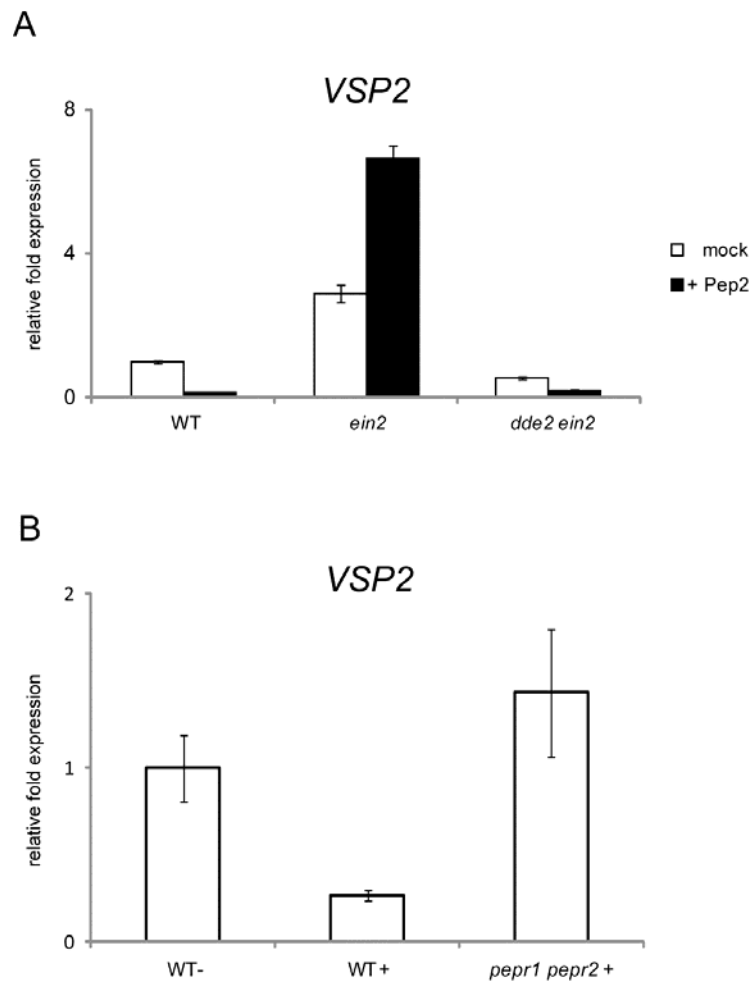 A
VSP2
8
4
0
relative fold expression
mock
+ Pep2
WT
ein2
dde2 ein2
B
VSP2
2
1
0
relative fold expression
WT-
WT +
pepr1 pepr2 +